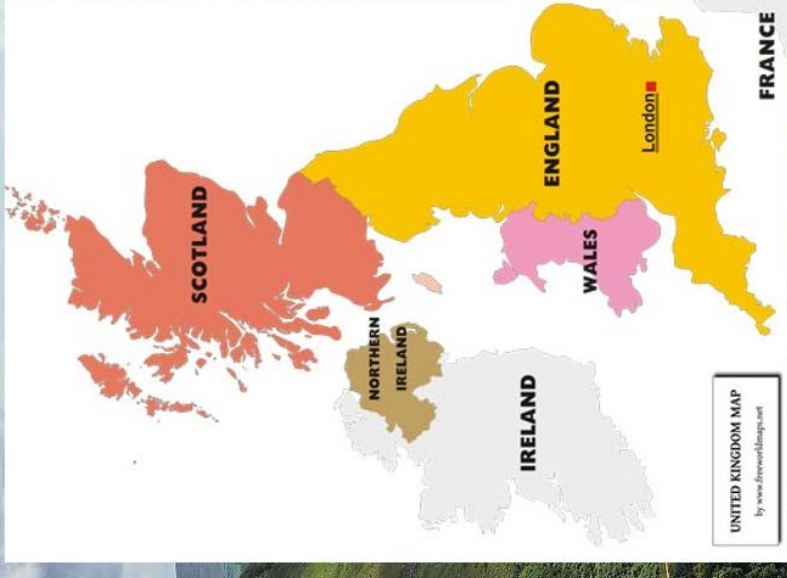 SCOTLAND
NORTHERN
IRELAND
IRELAND
ENGLAND
WALES
London
UNITED KINGDOM MAP
by www.freeworldmaps.net
FRANCE